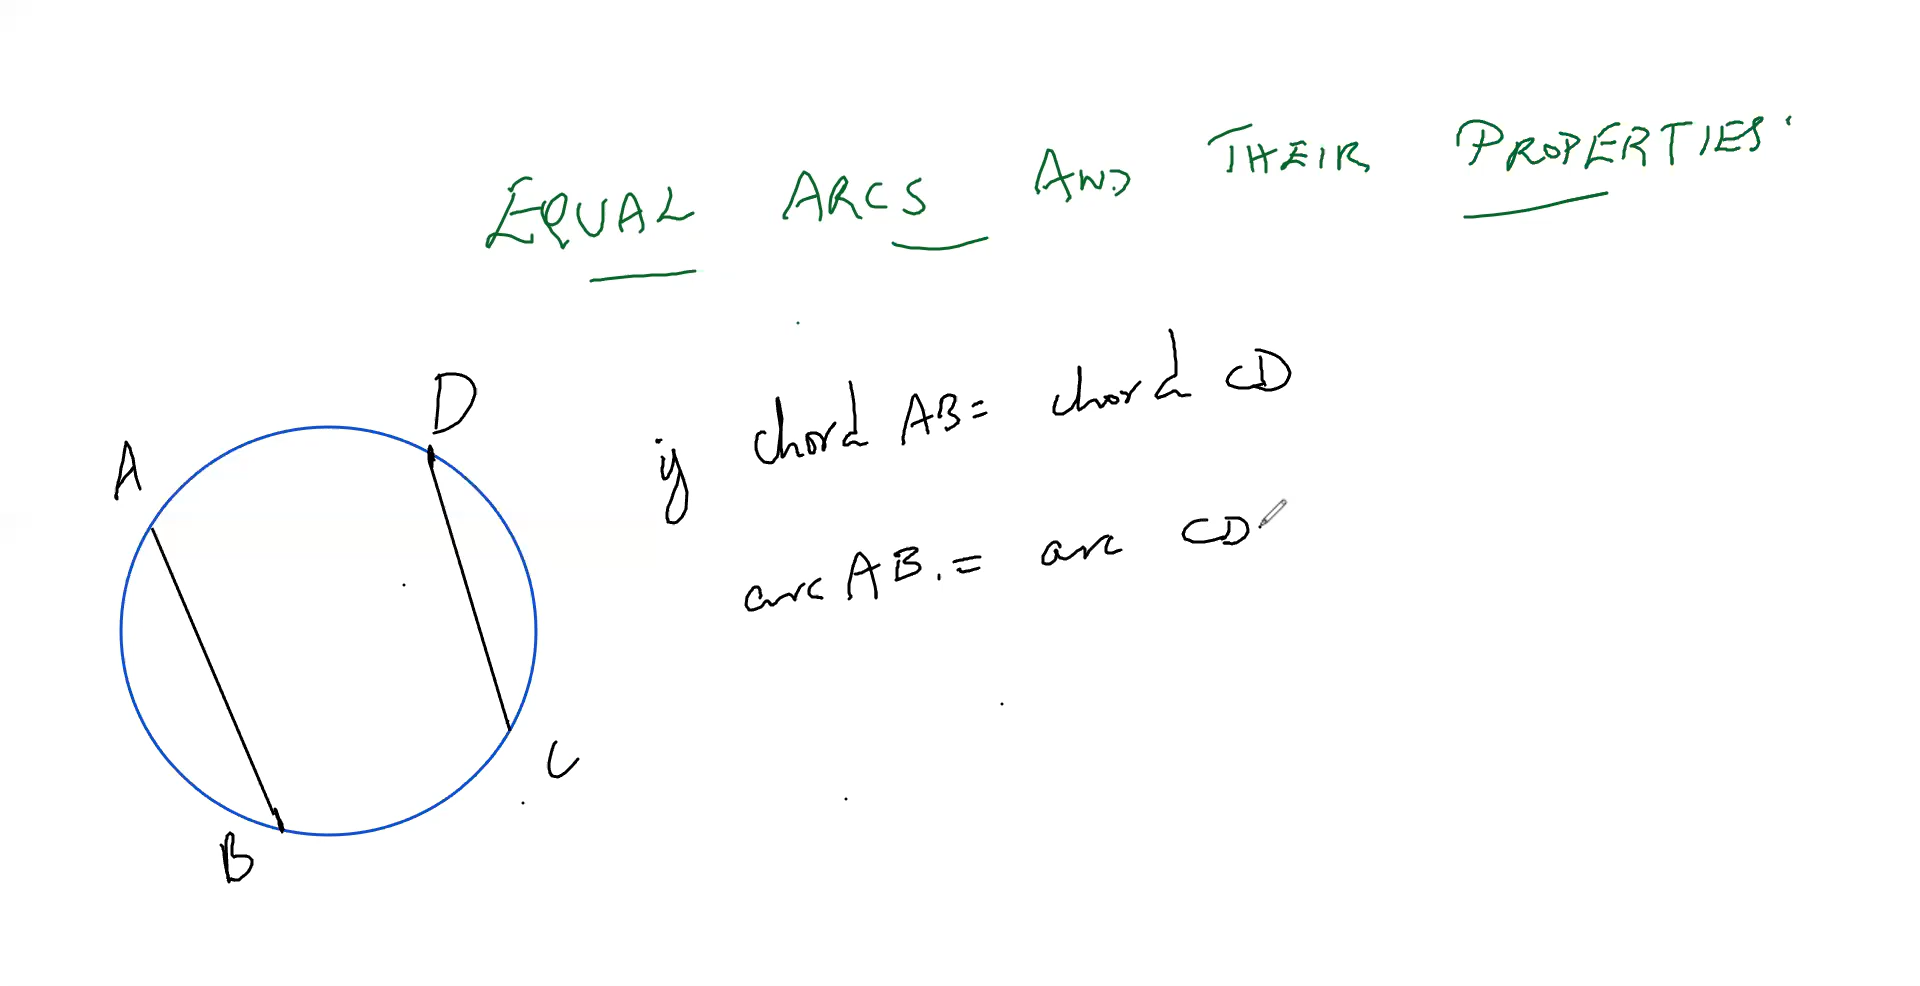 EQUAL ARCS AND THEIR PROPERTIES.
D
A
if chord AB = chord CD
arc AB. = arc CD
C
B